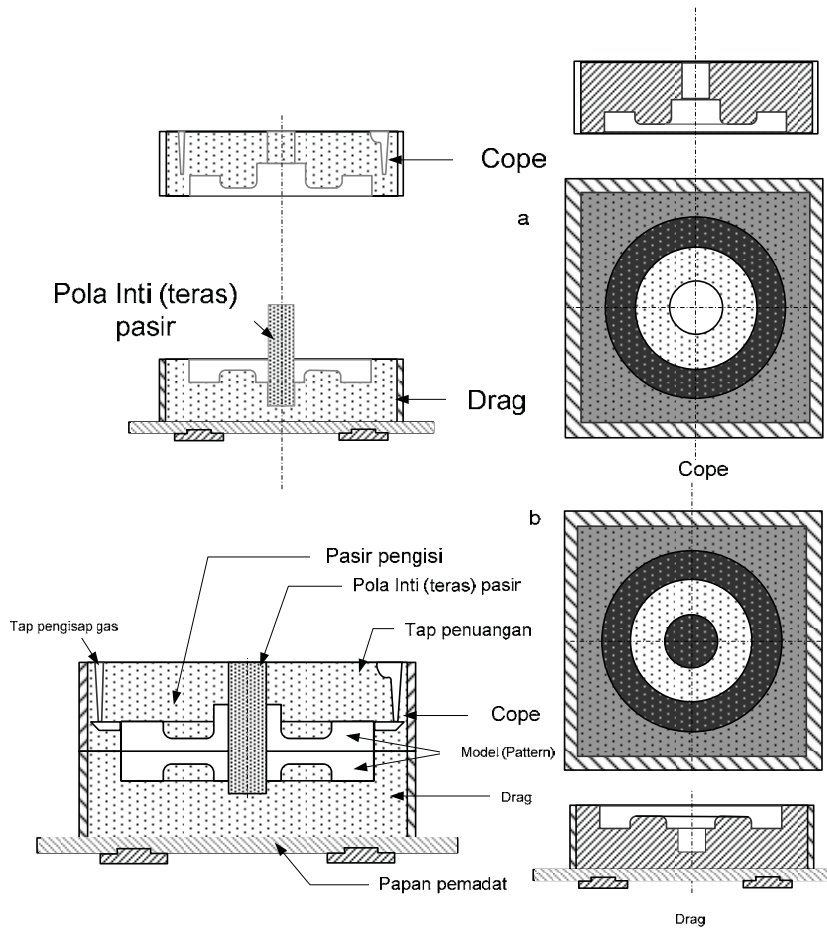 Cope
Pola Inti (teras)
pasir
Drag
a
Cope
b
Pasir pengisi
Pola Inti (teras) pasir
Tap pengisap gas
Tap penuangan
Cope
Model (Pattern)
Drag
Papan pemadat
Drag